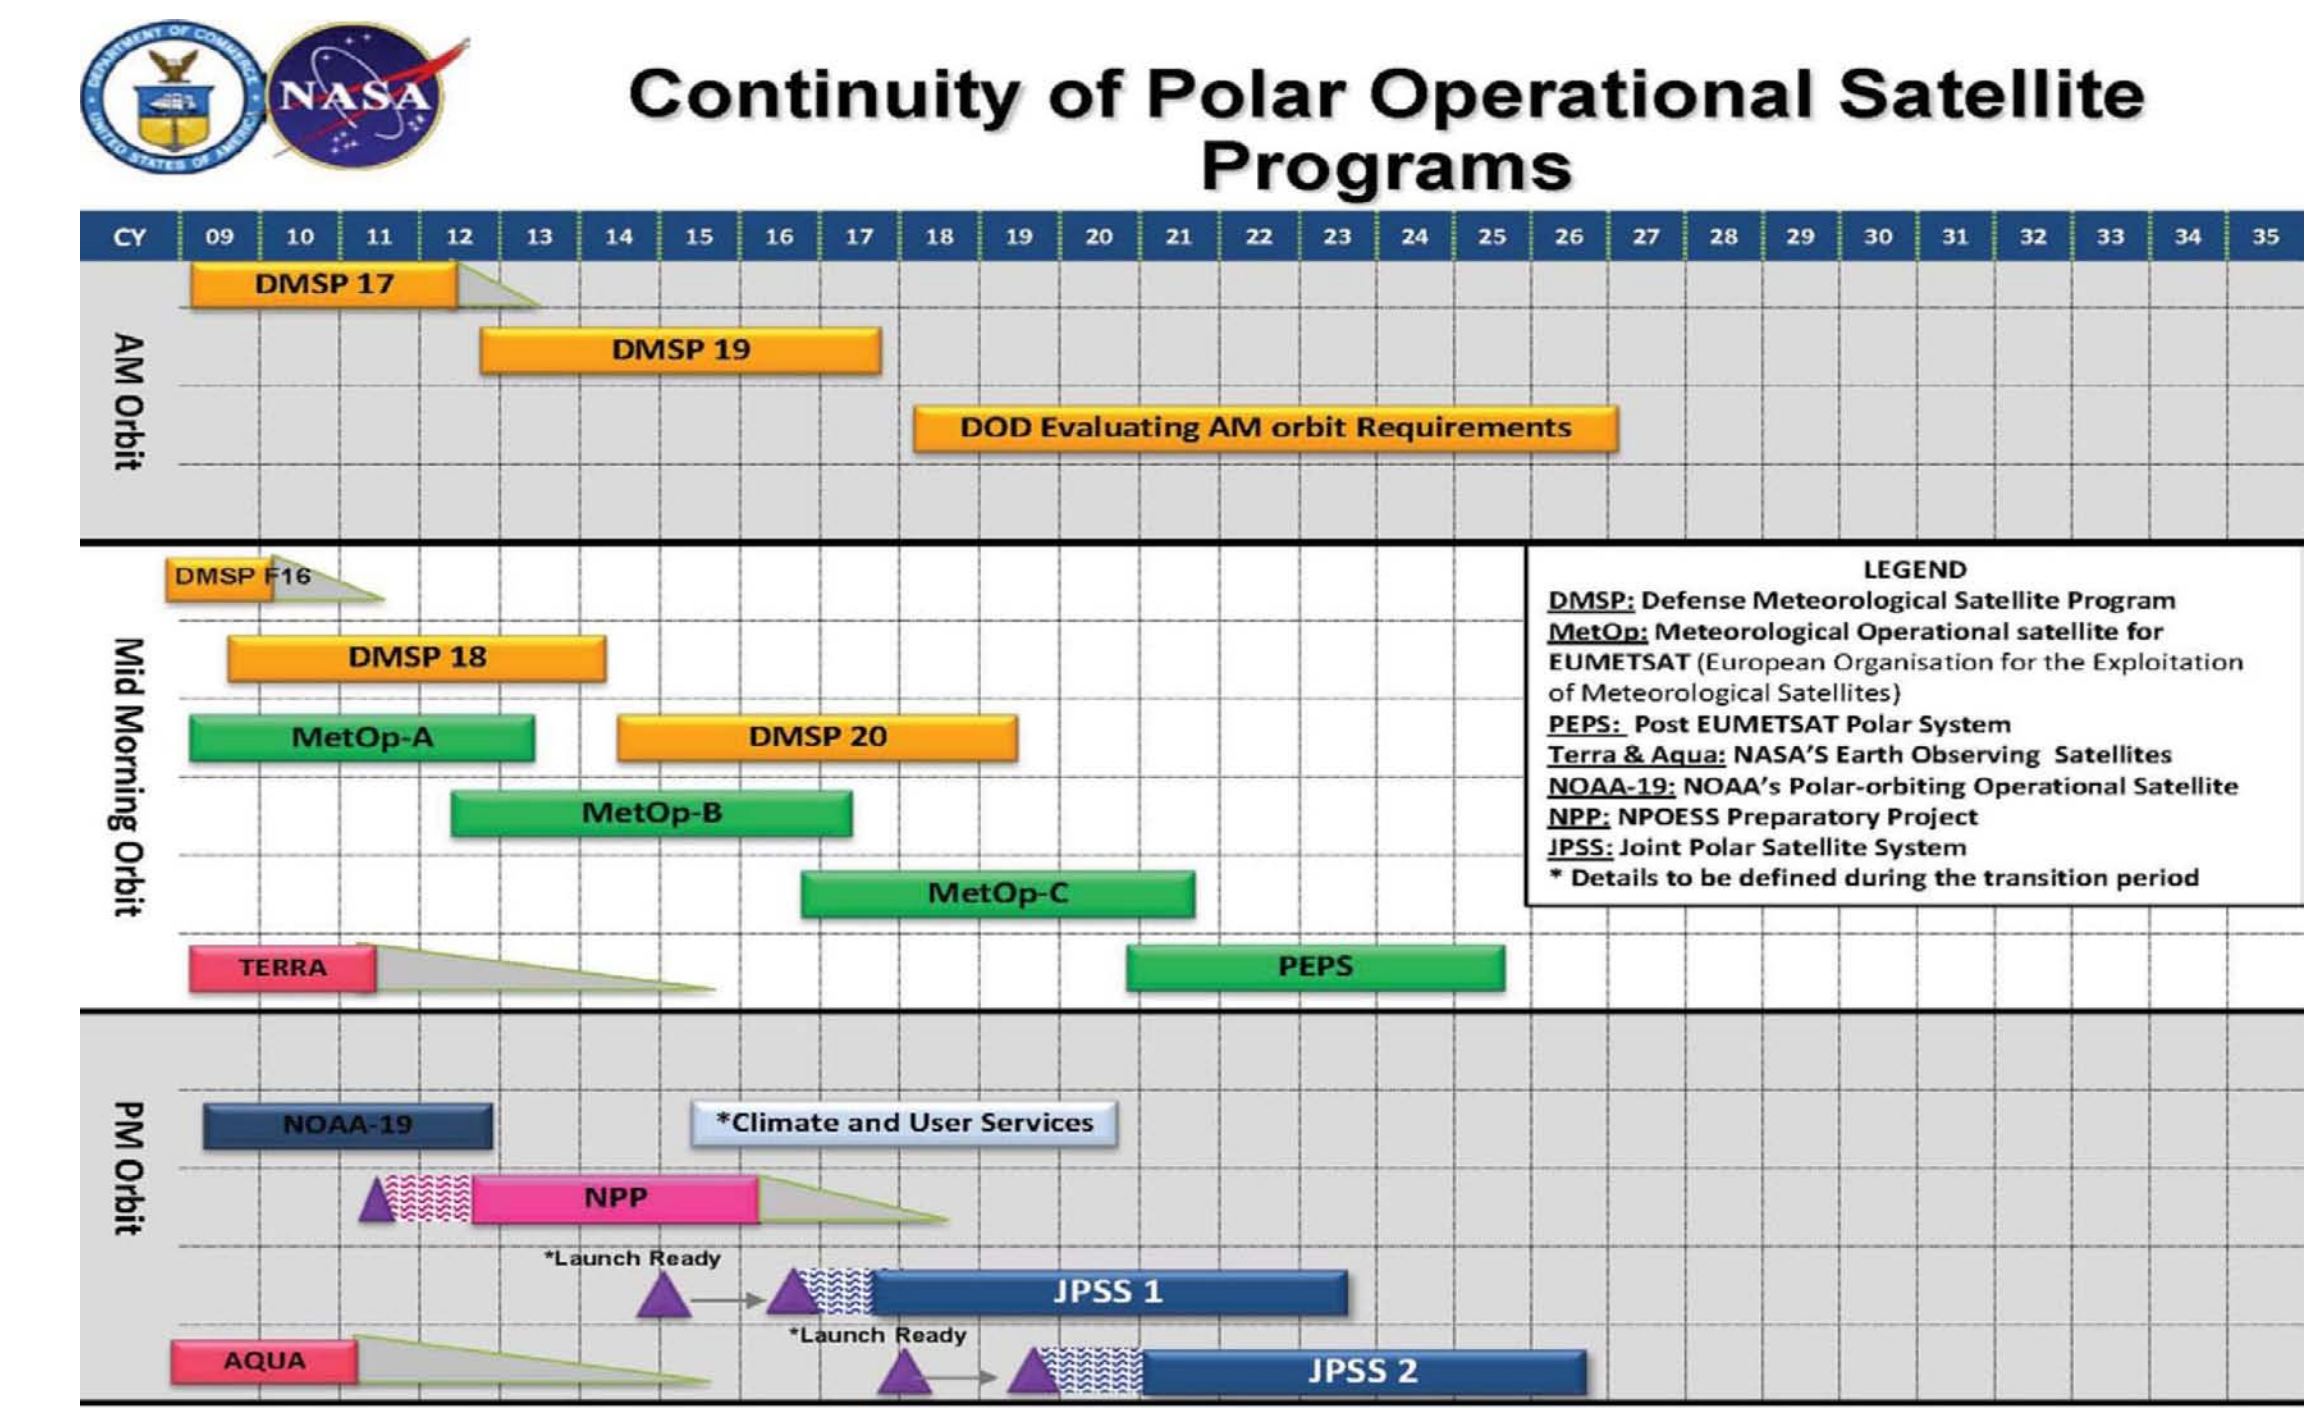 DEPARTMENT OF COMMERCE
UNITED STATES OF AMERICA
NASA
Continuity of Polar Operational Satellite
Programs
CY 09 10 11 12 13 14 15 16 17 18 19 20 21 22 23 24 25 26 27 28 29 30 31 32 33 34 35
AM Orbit
DMSP 17
DMSP 19
DOD Evaluating AM orbit Requirements
Mid Morning Orbit
DMSP F16
DMSP 18
MetOp-A
DMSP 20
MetOp-B
MetOp-C
TERRA
PEPS
LEGEND
DMSP: Defense Meteorological Satellite Program
MetOp: Meteorological Operational satellite for
EUMETSAT (European Organisation for the Exploitation
of Meteorological Satellites)
PEPS: Post EUMETSAT Polar System
Terra & Aqua: NASA'S Earth Observing Satellites
NOAA-19: NOAA's Polar-orbiting Operational Satellite
NPP: NPOESS Preparatory Project
JPSS: Joint Polar Satellite System
* Details to be defined during the transition period
PM Orbit
NOAA-19
*Climate and User Services
NPP
*Launch Ready
JPSS 1
*Launch Ready
AQUA
JPSS 2